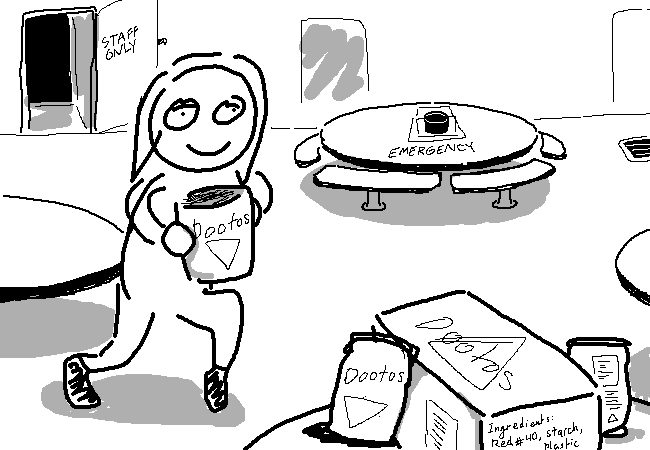 STAFF
ONLY
EMERGENCY
Dootos
Dootos
Dootos
Ingredients:
Red #40, starch,
Plastic